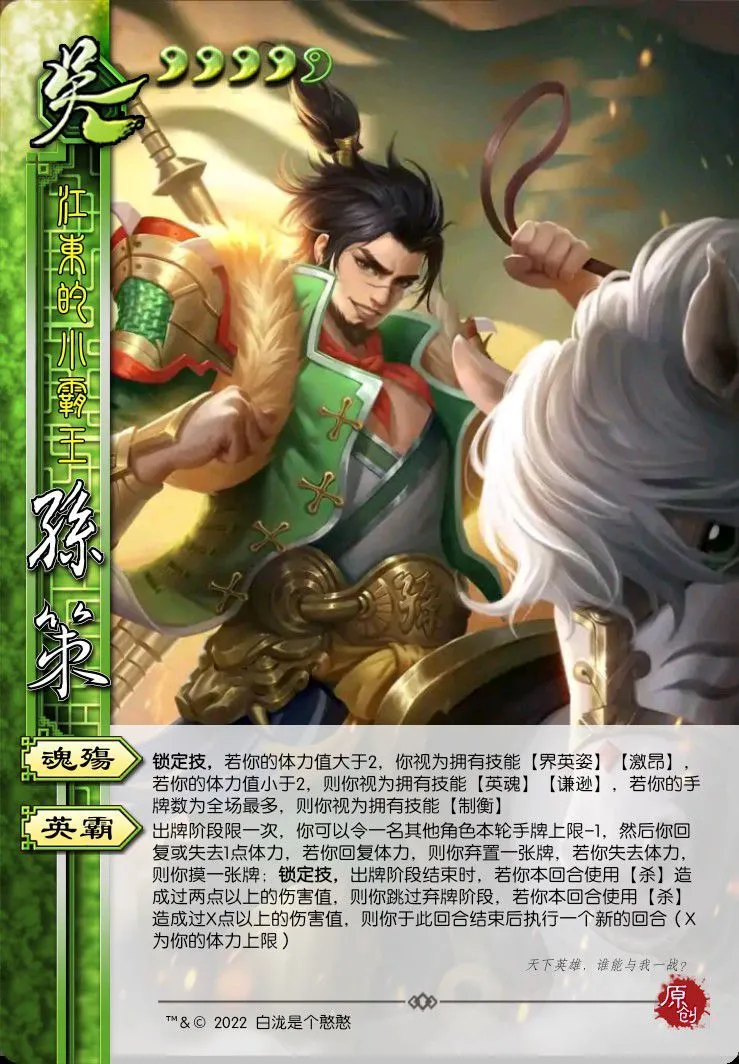 吴
江東的小霸王
孫策
魂殤
锁定技，若你的体力值大于2，你视为拥有技能【界英姿】【激昂】，
若你的体力值小于2，则你视为拥有技能【英魂】【谦逊】，若你的手
牌数为全场最多，则你视为拥有技能【制衡】
英霸
出牌阶段限一次，你可以令一名其他角色本轮手牌上限-1，然后你回
复或失去1点体力，若你回复体力，则你弃置一张牌，若你失去体力，
则你摸一张牌；锁定技，出牌阶段结束时，若你本回合使用【杀】造
成过两点以上的伤害值，则你跳过弃牌阶段，若你本回合使用【杀】
造成过X点以上的伤害值，则你于此回合结束后执行一个新的回合（X
为你的体力上限）
天下英雄，谁能与我一战？
™&© 2022 白泷是个憨憨
原创
孫